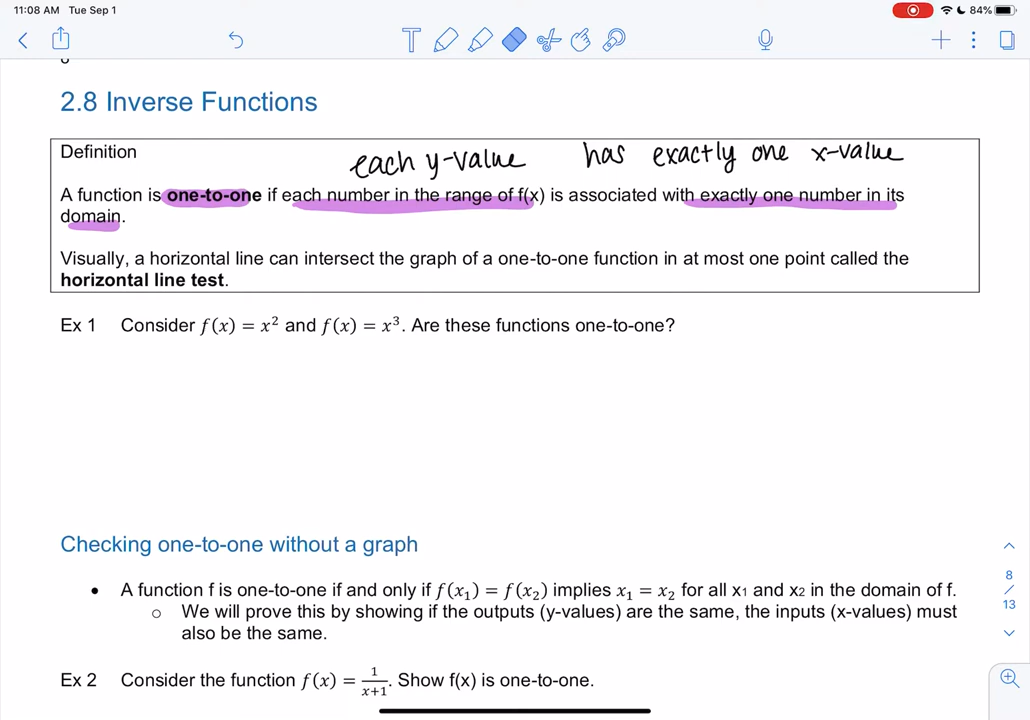 11:08 AM Tue Sep 1 84%
2.8 Inverse Functions
Definition
each y-value has exactly one x-value
A function is one-to-one if each number in the range of f(x) is associated with exactly one number in its
domain.
Visually, a horizontal line can intersect the graph of a one-to-one function in at most one point called the
horizontal line test.
Ex 1 Consider f(x) = x² and f(x) = x³. Are these functions one-to-one?
Checking one-to-one without a graph
• A function f is one-to-one if and only if f(x₁) = f(x₂) implies x₁ = x₂ for all x₁ and x₂ in the domain of f.
o We will prove this by showing if the outputs (y-values) are the same, the inputs (x-values) must
also be the same.
8
/
13
Ex 2 Consider the function f(x) = 1/(x+1). Show f(x) is one-to-one.